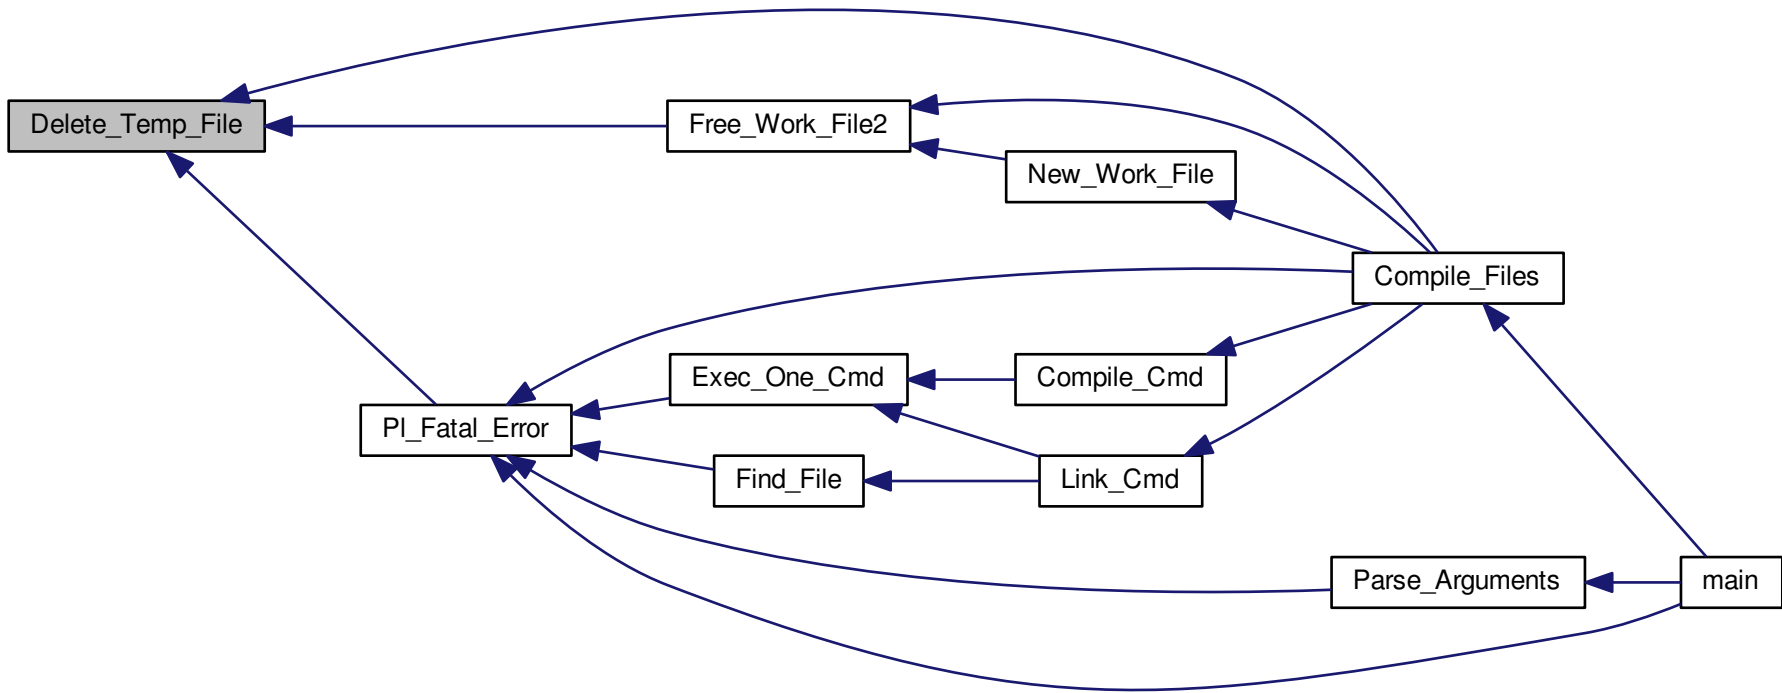 Delete_Temp_File
Free_Work_File2
New_Work_File
Compile_Files
Exec_One_Cmd
Compile_Cmd
Pl_Fatal_Error
Find_File
Link_Cmd
Parse_Arguments
main